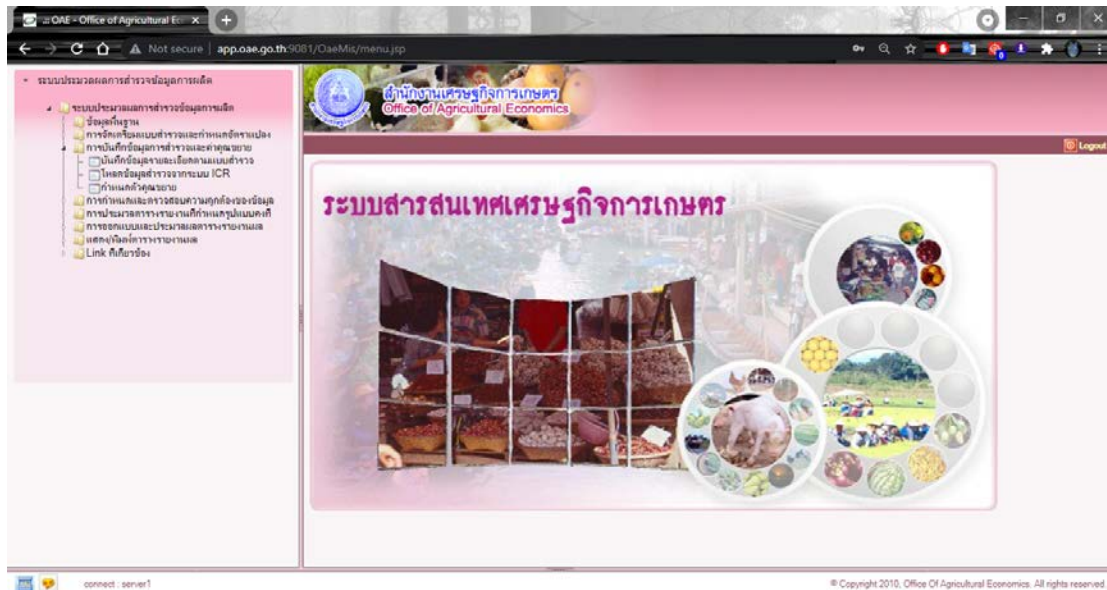 .:: OAE - Office of Agricultural Ec
Not secure | app.oae.go.th:9081/OaeMis/menu.jsp
ระบบประมวลผลการสำรวจข้อมูลการผลิต
ระบบประมวลผลการสำรวจข้อมูลการผลิต
ข้อมูลพื้นฐาน
การจัดเตรียมแบบสำรวจและกำหนดอัตราแปลง
การบันทึกข้อมูลการสำรวจและค่าคุณขยาย
บันทึกข้อมูลรายละเอียดตามแบบสำรวจ
โหลดข้อมูลสำรวจจากระบบ ICR
กำหนดตัวคูณขยาย
การกำหนดและตรวจสอบความถูกต้องของข้อมูล
การประมวลตารางรายงานที่กำหนดรูปแบบคงที่
การออกแบบและประมวลผลตารางรายงานผล
แสดง/พิมพ์ตารางรายงานผล
Link ที่เกี่ยวข้อง
สำนักงานเศรษฐกิจการเกษตร
Office of Agricultural Economics
Logout
ระบบสารสนเทศเศรษฐกิจการเกษตร
connect : server1
© Copyright 2010, Office Of Agricultural Economics. All rights reserved.